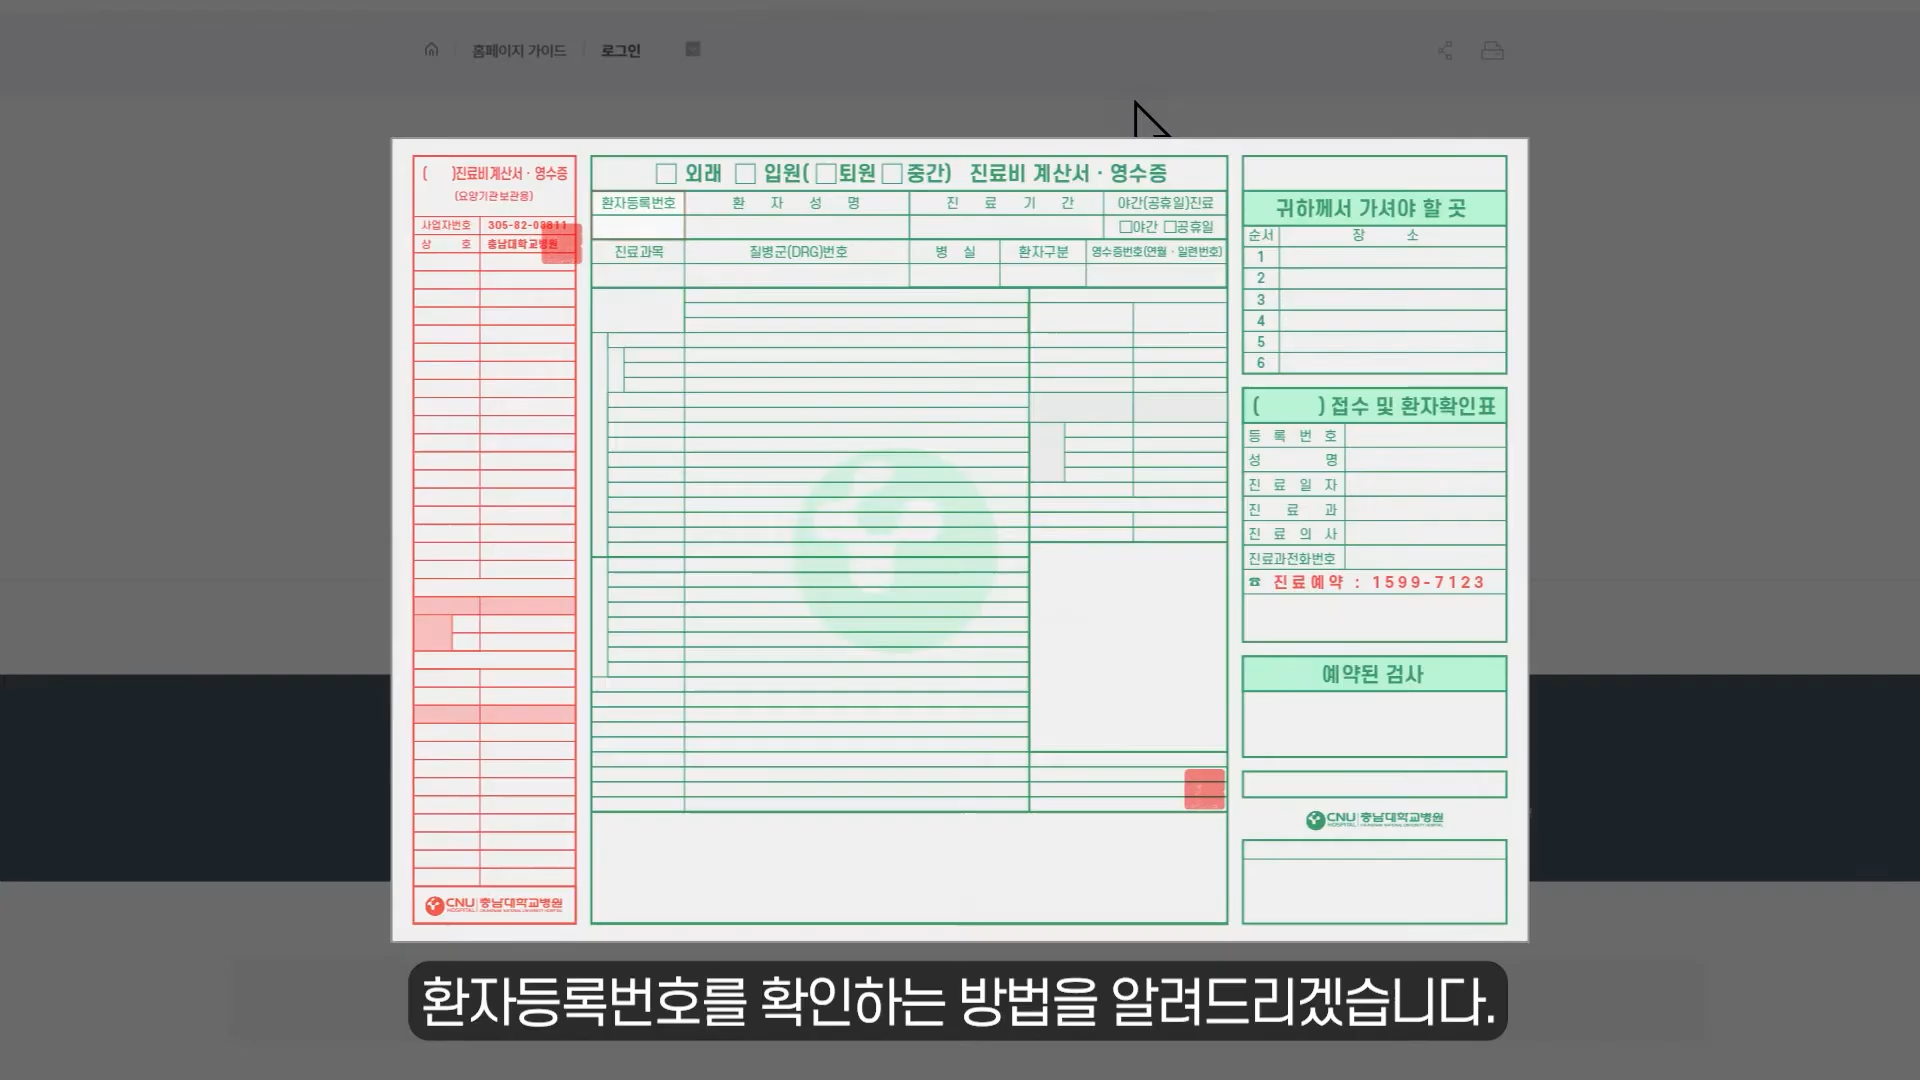 홈페이지 가이드
로그인
( )진료비계산서 · 영수증
(요양기관보관용)
사업자번호 305-82-08811
상 호 충남대학교병원
CNU 충남대학교병원
HOSPITAL
□ 외래 □ 입원( □퇴원 □중간) 진료비 계산서 · 영수증
환자등록번호 환 자 성 명 진 료 기 간 야간(공휴일)진료
□야간 □공휴일
진료과목 질병군(DRG)번호 병 실 환자구분 영수증번호(연월 · 일련번호)
귀하께서 가셔야 할 곳
순서 장 소
1
2
3
4
5
6
( ) 접수 및 환자확인표
등 록 번 호
성 명
진 료 일 자
진 료 과
진 료 의 사
진료과전화번호
☎ 진료예약 : 1599-7123
예약된 검사
CNU 충남대학교병원
HOSPITAL
환자등록번호를 확인하는 방법을 알려드리겠습니다.